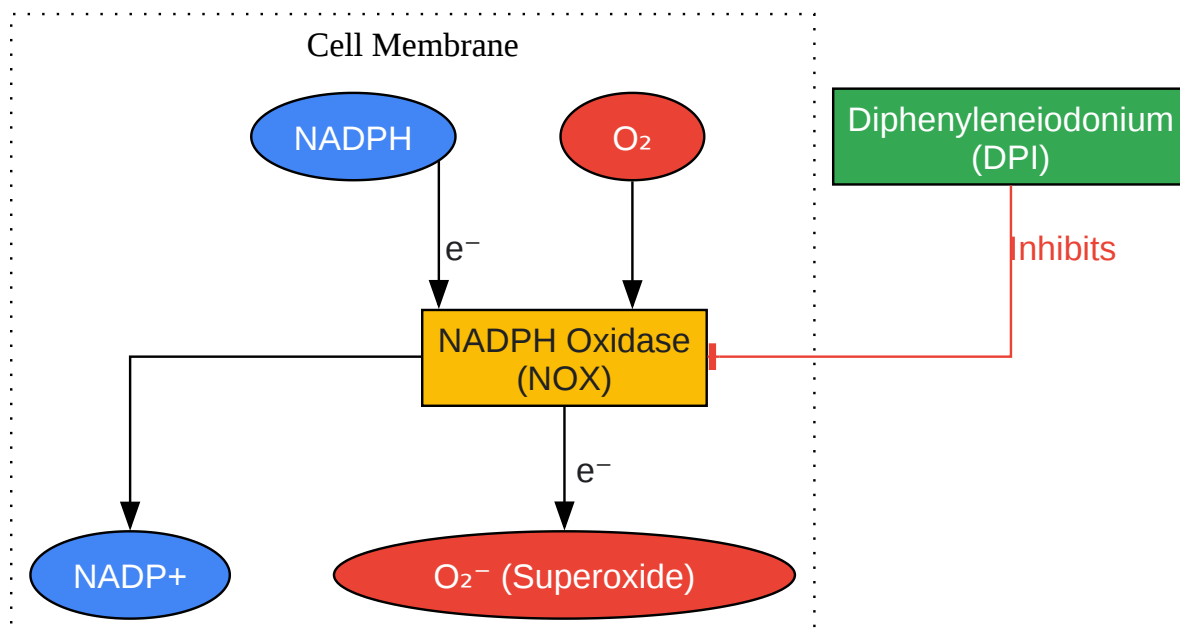 Cell Membrane
NADPH
O₂
Diphenyleneiodonium
(DPI)
e⁻
Inhibits
NADPH Oxidase
(NOX)
e⁻
NADP+
O₂⁻ (Superoxide)